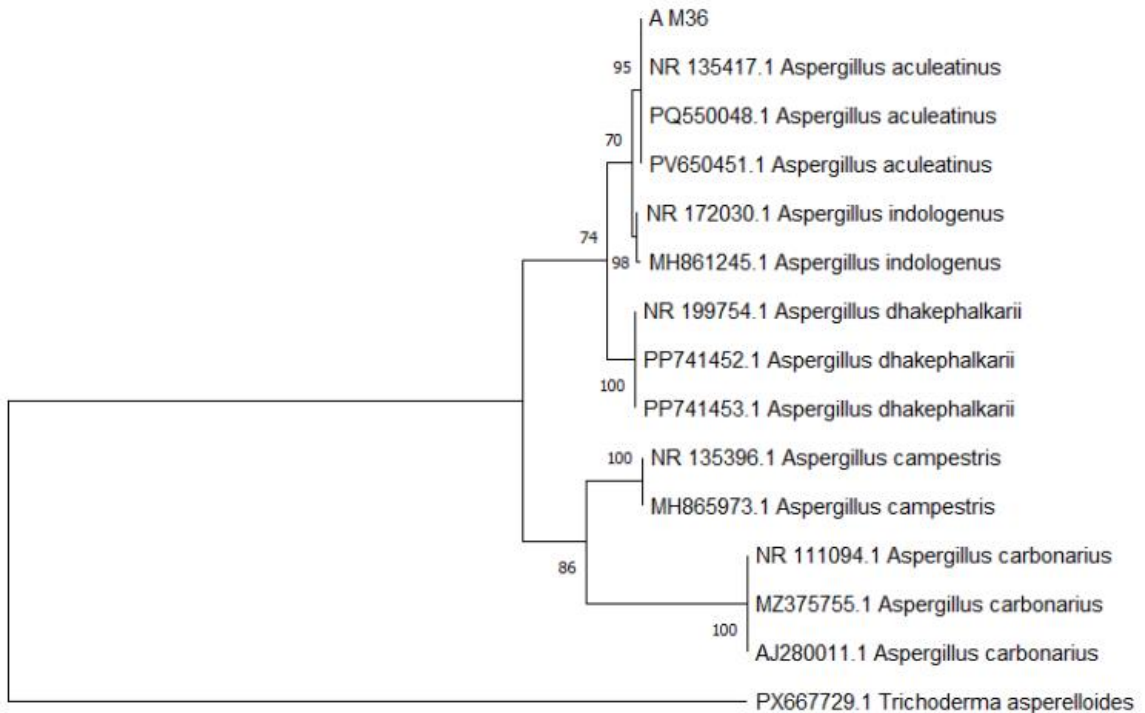 A M36
95
NR 135417.1 Aspergillus aculeatinus
PQ550048.1 Aspergillus aculeatinus
70
PV650451.1 Aspergillus aculeatinus
NR 172030.1 Aspergillus indologenus
74
98
MH861245.1 Aspergillus indologenus
NR 199754.1 Aspergillus dhakephalkarii
PP741452.1 Aspergillus dhakephalkarii
100
PP741453.1 Aspergillus dhakephalkarii
100
NR 135396.1 Aspergillus campestris
MH865973.1 Aspergillus campestris
86
NR 111094.1 Aspergillus carbonarius
MZ375755.1 Aspergillus carbonarius
100
AJ280011.1 Aspergillus carbonarius
PX667729.1 Trichoderma asperelloides